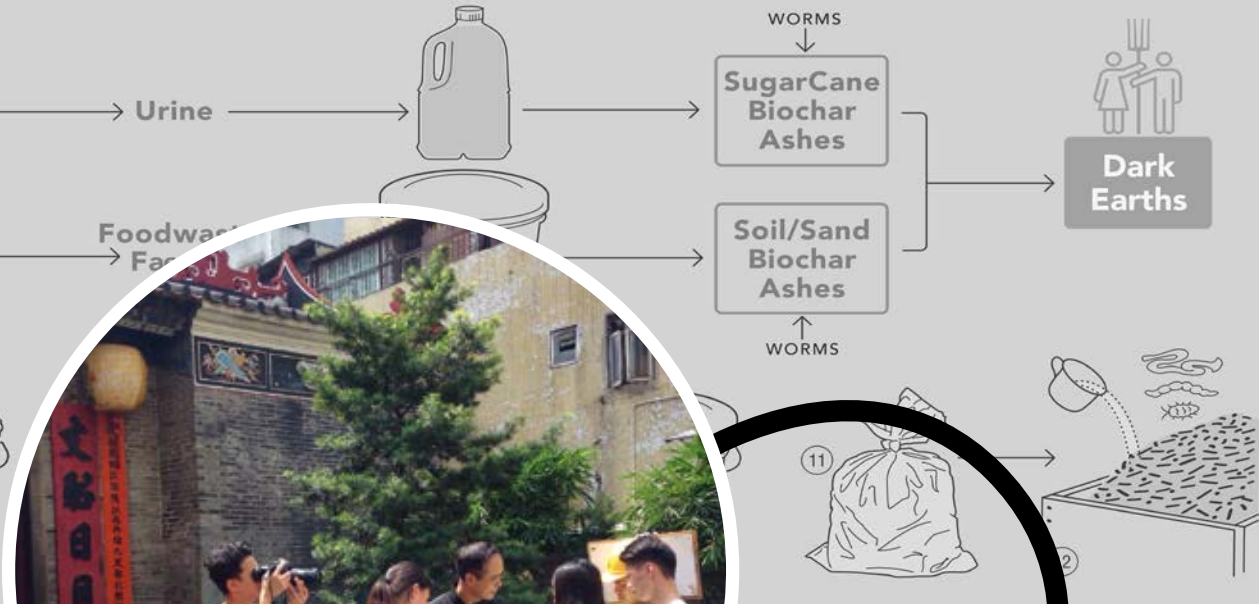 WORMS
Urine
SugarCane
Biochar
Ashes
Dark
Earths
Soil/Sand
Biochar
Ashes
WORMS
11